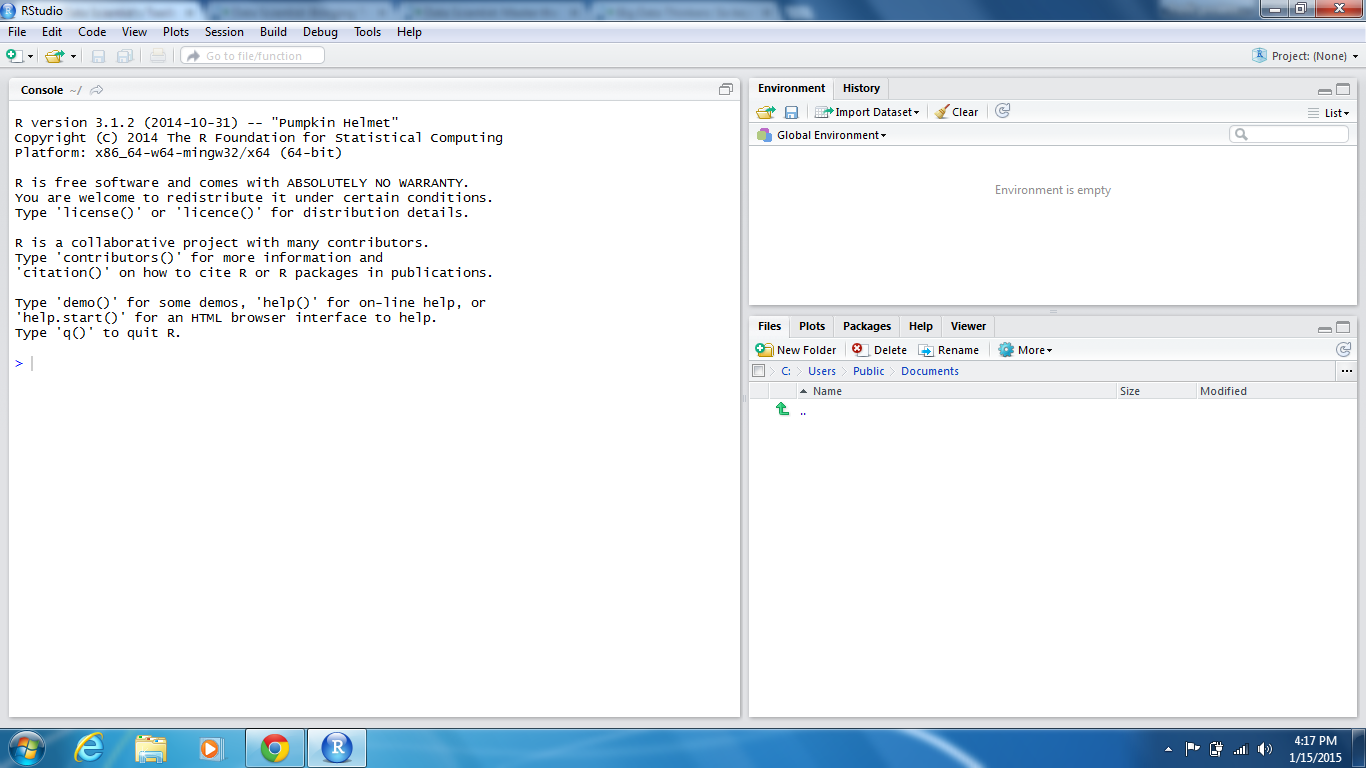 RStudio
File Edit Code View Plots Session Build Debug Tools Help
Go to file/function
Project: (None)
Console ~/
R version 3.1.2 (2014-10-31) -- "Pumpkin Helmet"
Copyright (C) 2014 The R Foundation for Statistical Computing
Platform: x86_64-w64-mingw32/x64 (64-bit)
R is free software and comes with ABSOLUTELY NO WARRANTY.
You are welcome to redistribute it under certain conditions.
Type 'license()' or 'licence()' for distribution details.
R is a collaborative project with many contributors.
Type 'contributors()' for more information and
'citation()' on how to cite R or R packages in publications.
Type 'demo()' for some demos, 'help()' for on-line help, or
'help.start()' for an HTML browser interface to help.
Type 'q()' to quit R.
>
Environment History
Import Dataset Clear List
Global Environment
Environment is empty
Files Plots Packages Help Viewer
New Folder Delete Rename More
C: Users Public Documents ...
Name Size Modified
..
4:17 PM
1/15/2015